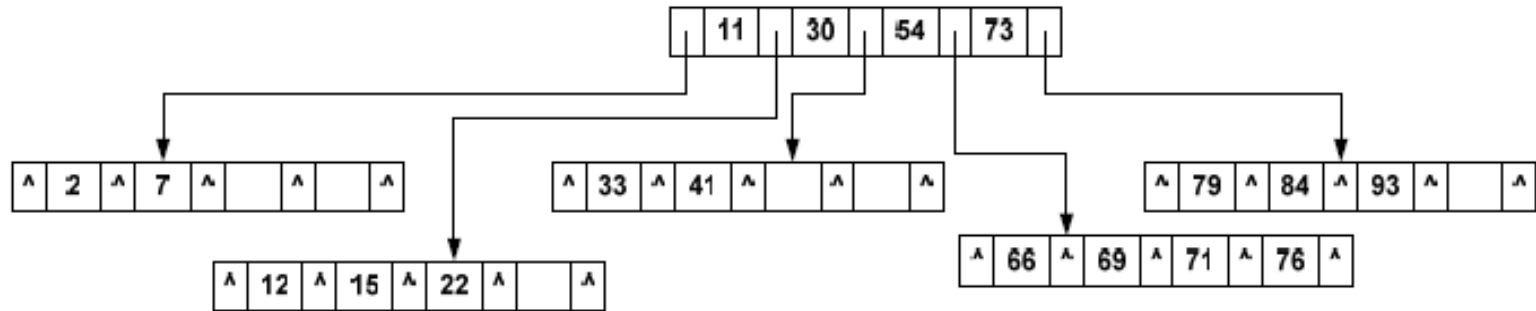 11 30 54 73
^ 2 ^ 7 ^ ^ ^
^ 33 ^ 41 ^ ^ ^
^ 79 ^ 84 ^ 93 ^ ^
^ 66 ^ 69 ^ 71 ^ 76 ^
^ 12 ^ 15 ^ 22 ^ ^